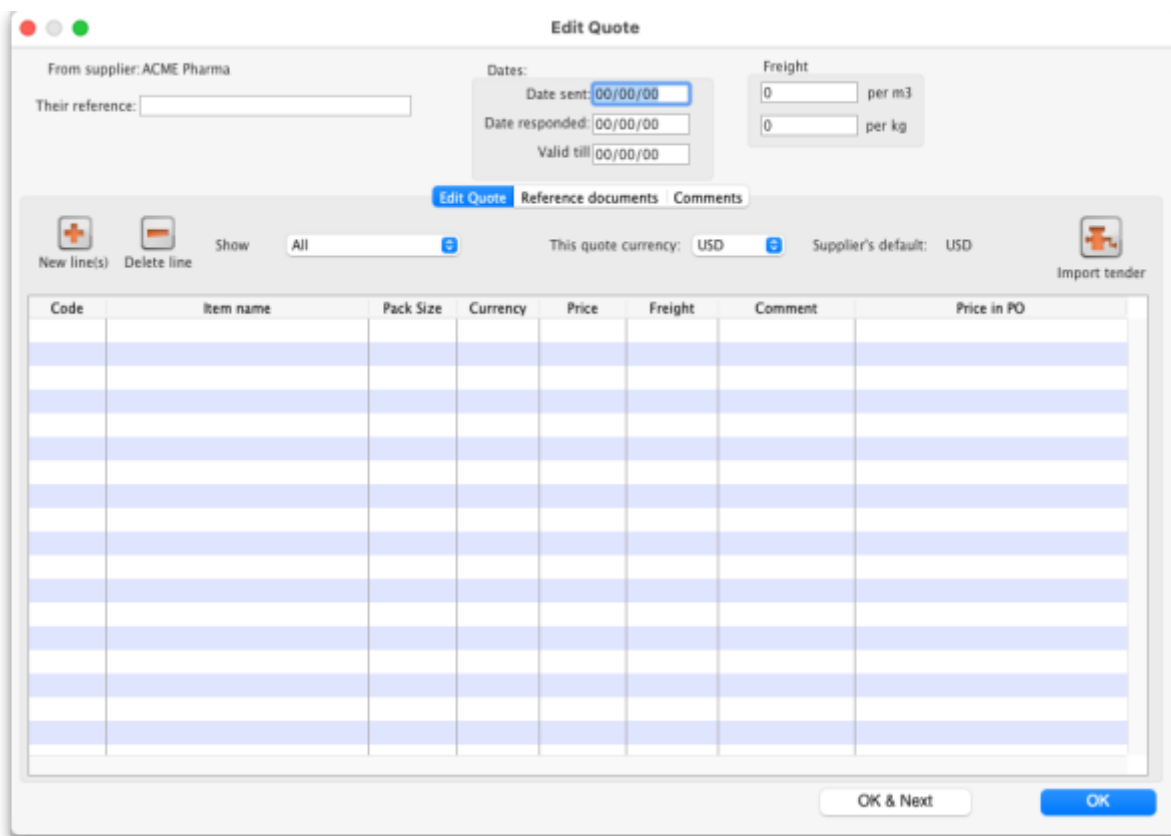 Edit Quote
From supplier: ACME Pharma
Their reference:
Dates:
Date sent: 00/00/00
Date responded: 00/00/00
Valid till 00/00/00
Freight
0 per m3
0 per kg
Edit Quote Reference documents Comments
New line(s) Delete line
Show All
This quote currency: USD Supplier's default: USD
Import tender
Code Item name Pack Size Currency Price Freight Comment Price in PO
OK & Next OK